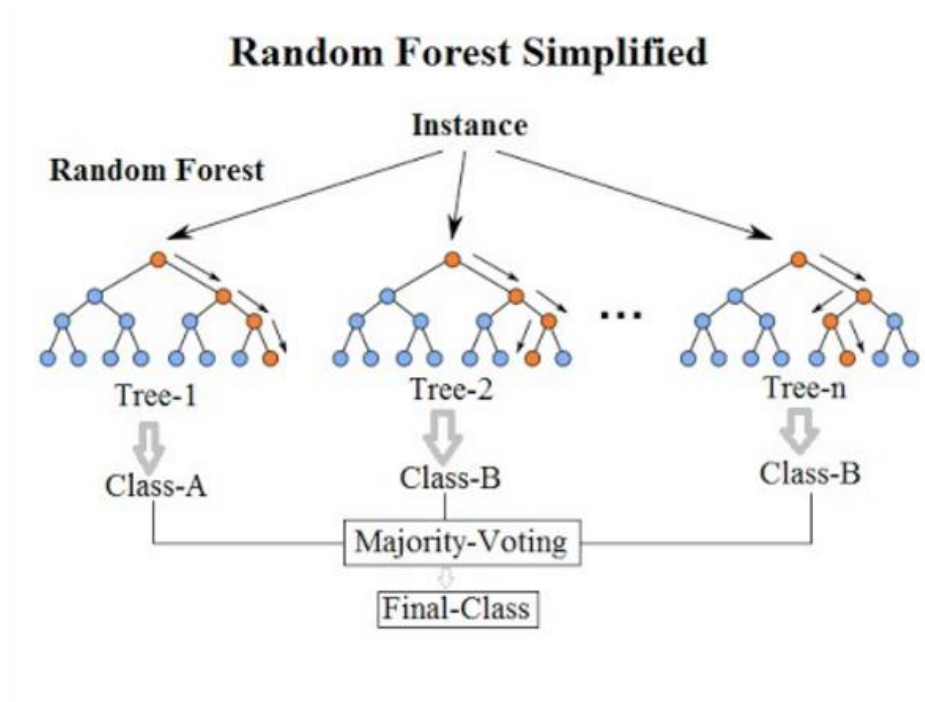 Random Forest Simplified
Instance
Random Forest
...
Tree-1
Tree-2
Tree-n
Class-A
Class-B
Class-B
Majority-Voting
Final-Class